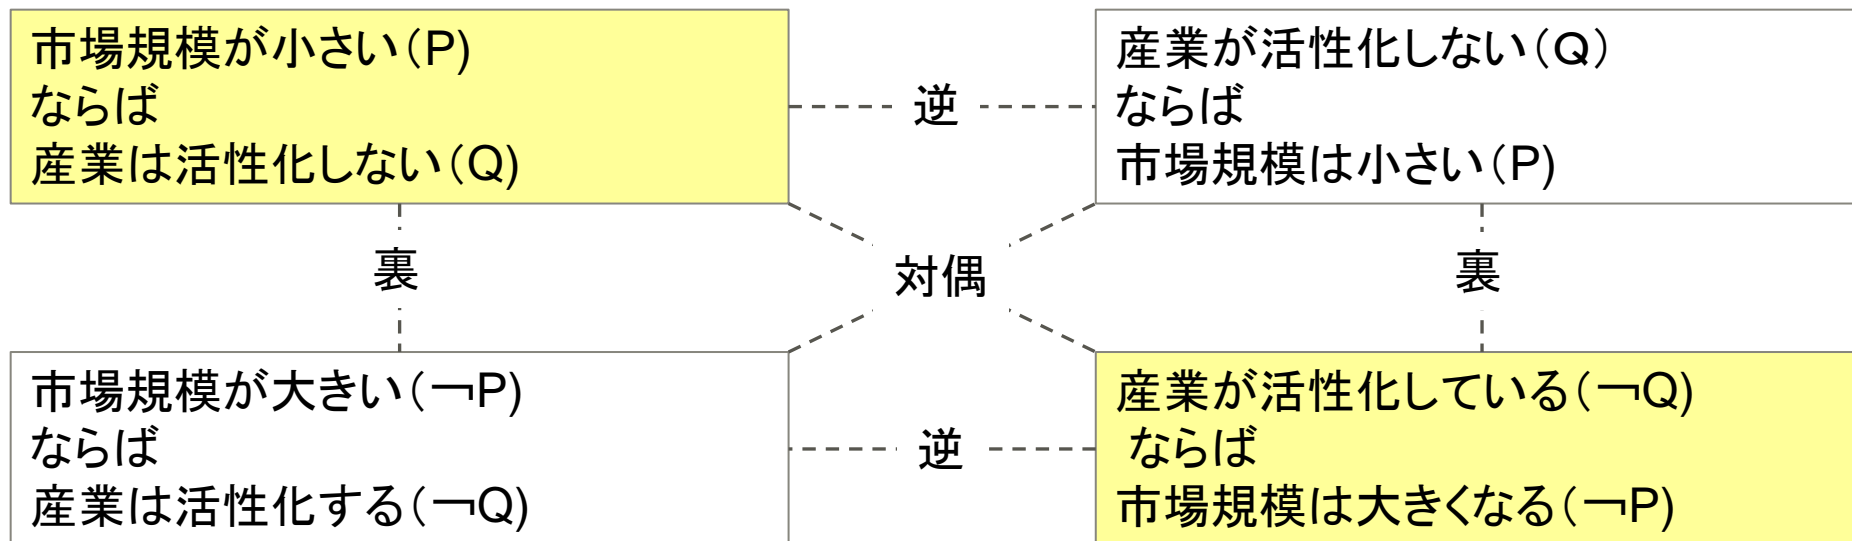 市場規模が小さい(P)
ならば
産業は活性化しない(Q)
逆
産業が活性化しない(Q)
ならば
市場規模は小さい(P)
裏
対偶
裏
市場規模が大きい(¬P)
ならば
産業は活性化する(¬Q)
逆
産業が活性化している(¬Q)
ならば
市場規模は大きくなる(¬P)